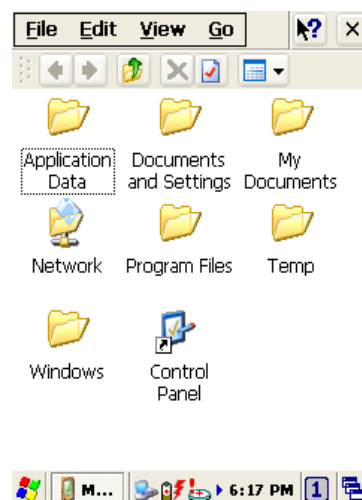 File Edit View Go ?
Application Data
Documents and Settings
My Documents
Network
Program Files
Temp
Windows
Control Panel
M...
6:17 PM
1